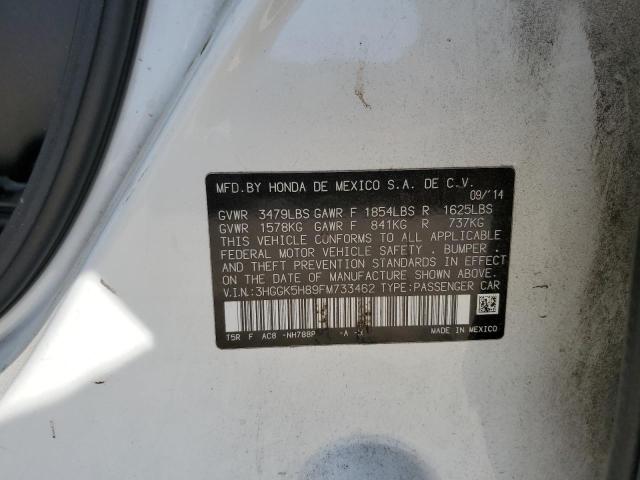 MFD.BY HONDA DE MEXICO S.A. DE C.V.
09/'14
GVWR 3479LBS GAWR F 1854LBS R 1625LBS
GVWR 1578KG GAWR F 841KG R 737KG
THIS VEHICLE CONFORMS TO ALL APPLICABLE
FEDERAL MOTOR VEHICLE SAFETY, BUMPER,
AND THEFT PREVENTION STANDARDS IN EFFECT
ON THE DATE OF MANUFACTURE SHOWN ABOVE.
V.I.N.:3HGGK5H89FM733462 TYPE:PASSENGER CAR
MADE IN MEXICO
T5R F AC8 -NH788P -A -X